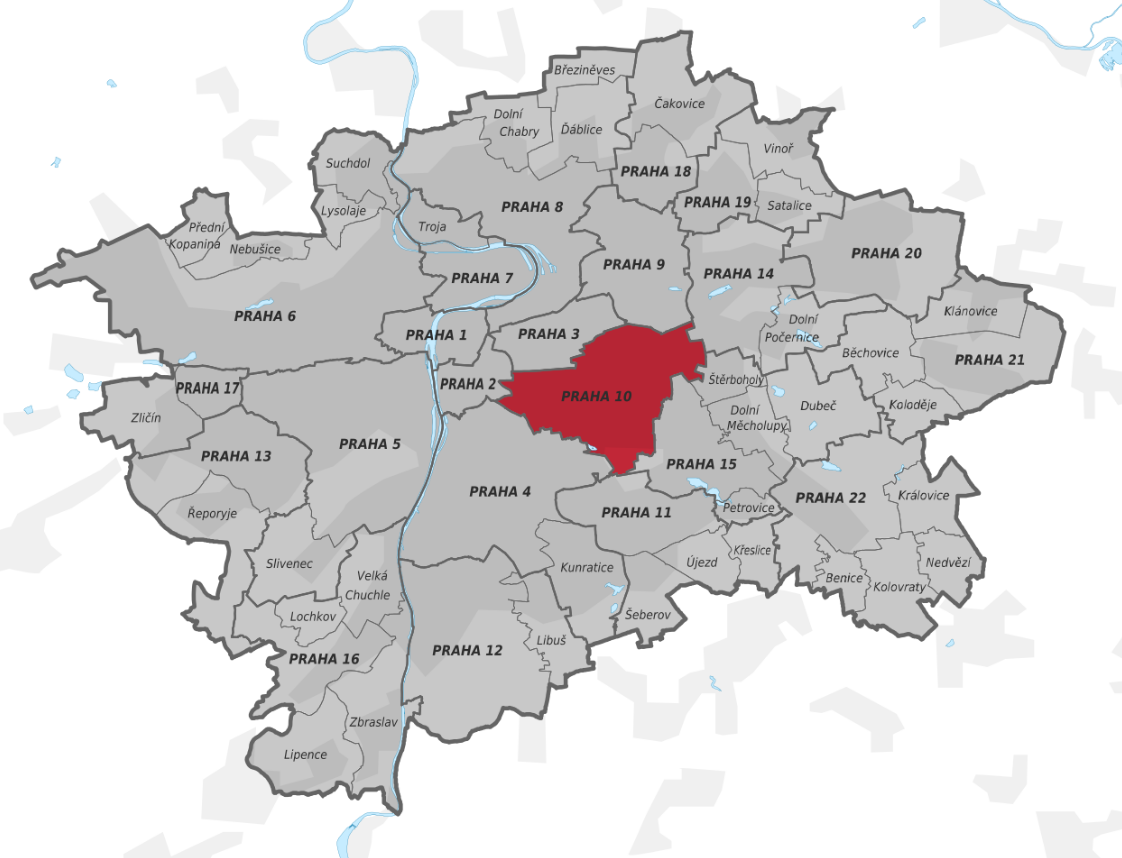 Březiněves
Čakovice
Dolní
Chabry
Ďáblice
Vinoř
Suchdol
PRAHA 18
Lysolaje
PRAHA 8
PRAHA 19
Satalice
Troja
Přední
Kopanina
Nebušice
PRAHA 20
PRAHA 9
PRAHA 14
PRAHA 7
PRAHA 6
Klánovice
Dolní
Počernice
PRAHA 1
PRAHA 3
Běchovice
PRAHA 21
PRAHA 17
PRAHA 2
Štěrboholy
PRAHA 10
Dubeč
Koloděje
Zličín
Dolní
Měcholupy
PRAHA 5
PRAHA 13
PRAHA 15
PRAHA 4
PRAHA 22
Královice
Řeporyje
PRAHA 11
Petrovice
Slivenec
Kunratice
Újezd
Křeslice
Nedvězí
Velká
Chuchle
Benice
Kolovraty
Lochkov
Šeberov
Libuš
PRAHA 16
PRAHA 12
Zbraslav
Lipence